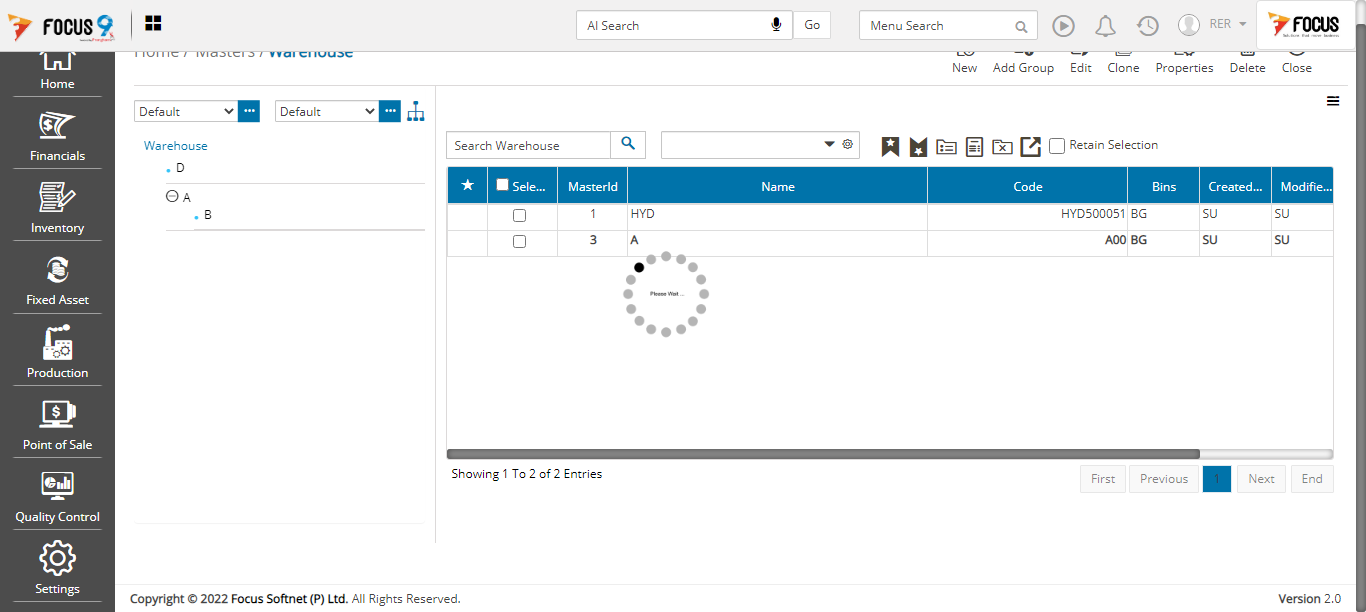 FOCUS 9
AI Search
Go
Menu Search
RER
FOCUS
Home / Masters / Warehouse
New
Add Group
Edit
Clone
Properties
Delete
Close
Home
Financials
Inventory
Fixed Asset
Production
Point of Sale
Quality Control
Settings
Default
Default
Warehouse
D
A
B
Search Warehouse
Retain Selection
Sele... MasterId Name Code Bins Created... Modifie...
1 HYD HYD500051 BG SU SU
3 A A00 BG SU SU
Please Wait ...
Showing 1 To 2 of 2 Entries
First Previous 1 Next End
Copyright © 2022 Focus Softnet (P) Ltd. All Rights Reserved.
Version 2.0